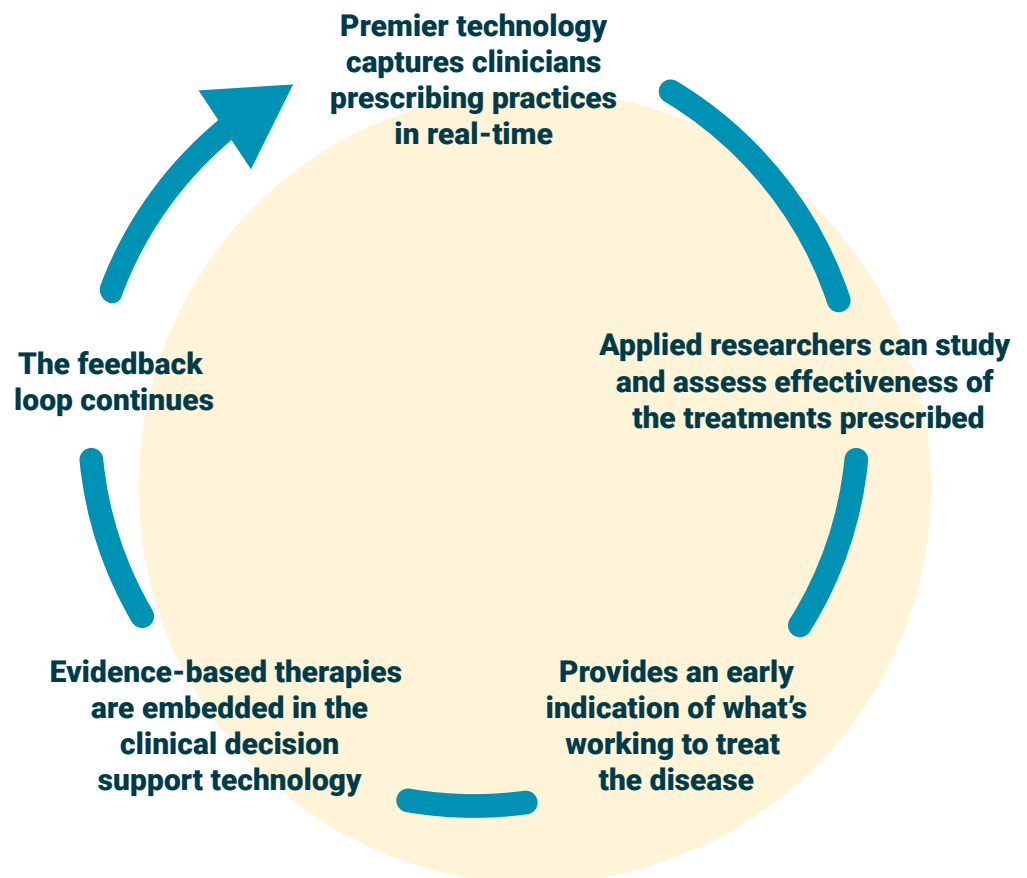 Premier technology
captures clinicians
prescribing practices
in real-time
Applied researchers can study
and assess effectiveness of
the treatments prescribed
Provides an early
indication of what’s
working to treat
the disease
Evidence-based therapies
are embedded in the
clinical decision
support technology
The feedback
loop continues